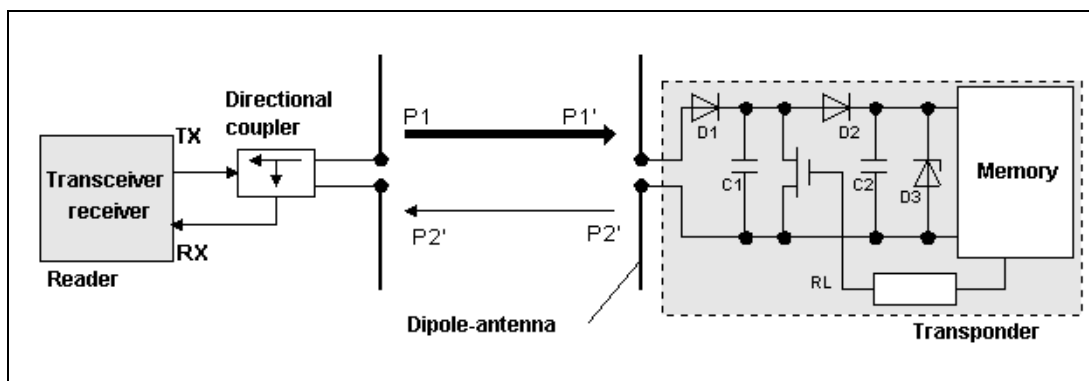 Directional
coupler
TX
Transceiver
receiver
RX
Reader
P1
P1'
P2'
P2'
Dipole-antenna
D1
D2
C1
C2
D3
Memory
RL
Transponder